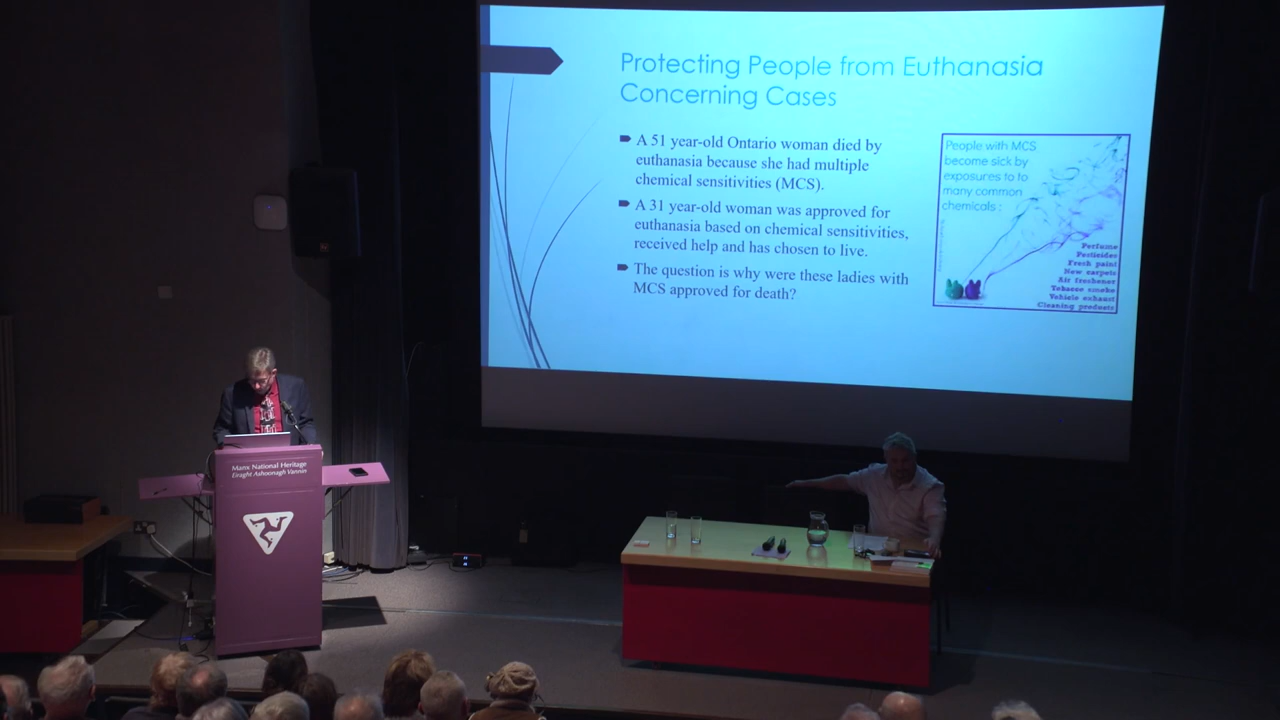 Protecting People from Euthanasia
Concerning Cases
A 51 year-old Ontario woman died by
euthanasia because she had multiple
chemical sensitivities (MCS).
A 31 year-old woman was approved for
euthanasia based on chemical sensitivities,
received help and has chosen to live.
The question is why were these ladies with
MCS approved for death?
People with MCS
become sick by
exposures to to
many common
chemicals :
Perfume
Pesticides
Fresh paint
New carpets
Air freshener
Tobacco smoke
Vehicle exhaust
Cleaning products
Manx National Heritage
Eiraght Ashoonagh Vannin